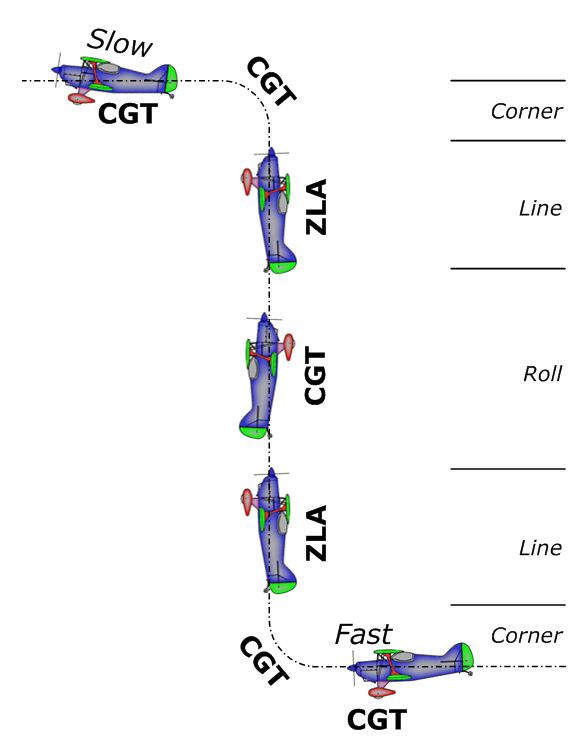 Slow
CGT
CGT
Corner
ZLA
Line
CGT
Roll
ZLA
Line
CGT
Fast
Corner
CGT